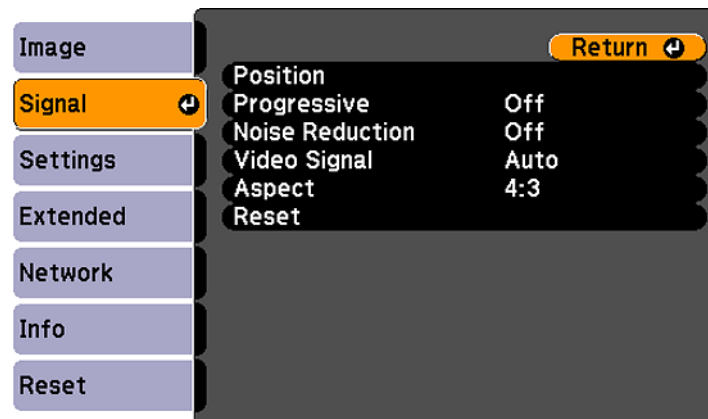 Image
Signal
Settings
Extended
Network
Info
Reset
Return
Position
Progressive Off
Noise Reduction Off
Video Signal Auto
Aspect 4:3
Reset